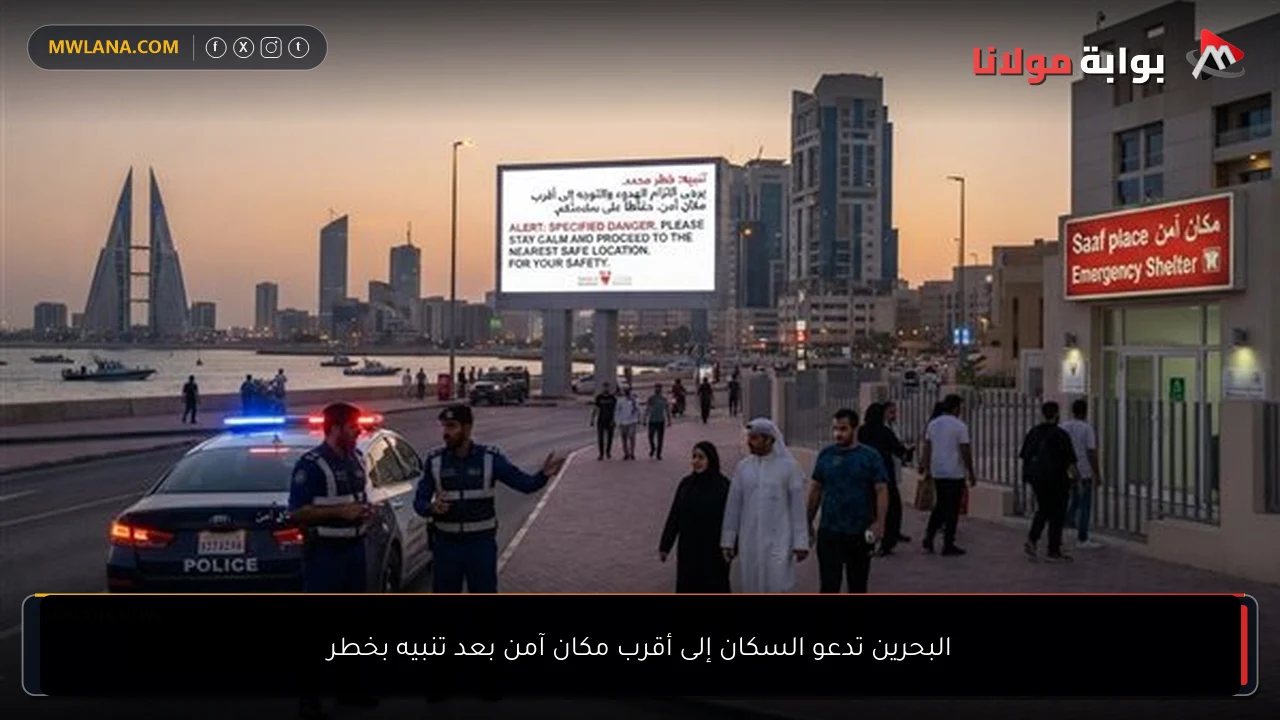 MWLANA.COM
بوابة مولانا
تنبيه: خطر محدد.
يرجى التزام الهدوء والتوجه إلى أقرب
مكان آمن. حفاظًا على سلامتكم.
ALERT: SPECIFIED DANGER. PLEASE
STAY CALM AND PROCEED TO THE
NEAREST SAFE LOCATION.
FOR YOUR SAFETY.
Saaf place مكان آمن
Emergency Shelter
POLICE
البحرين تدعو السكان إلى أقرب مكان آمن بعد تنبيه بخطر